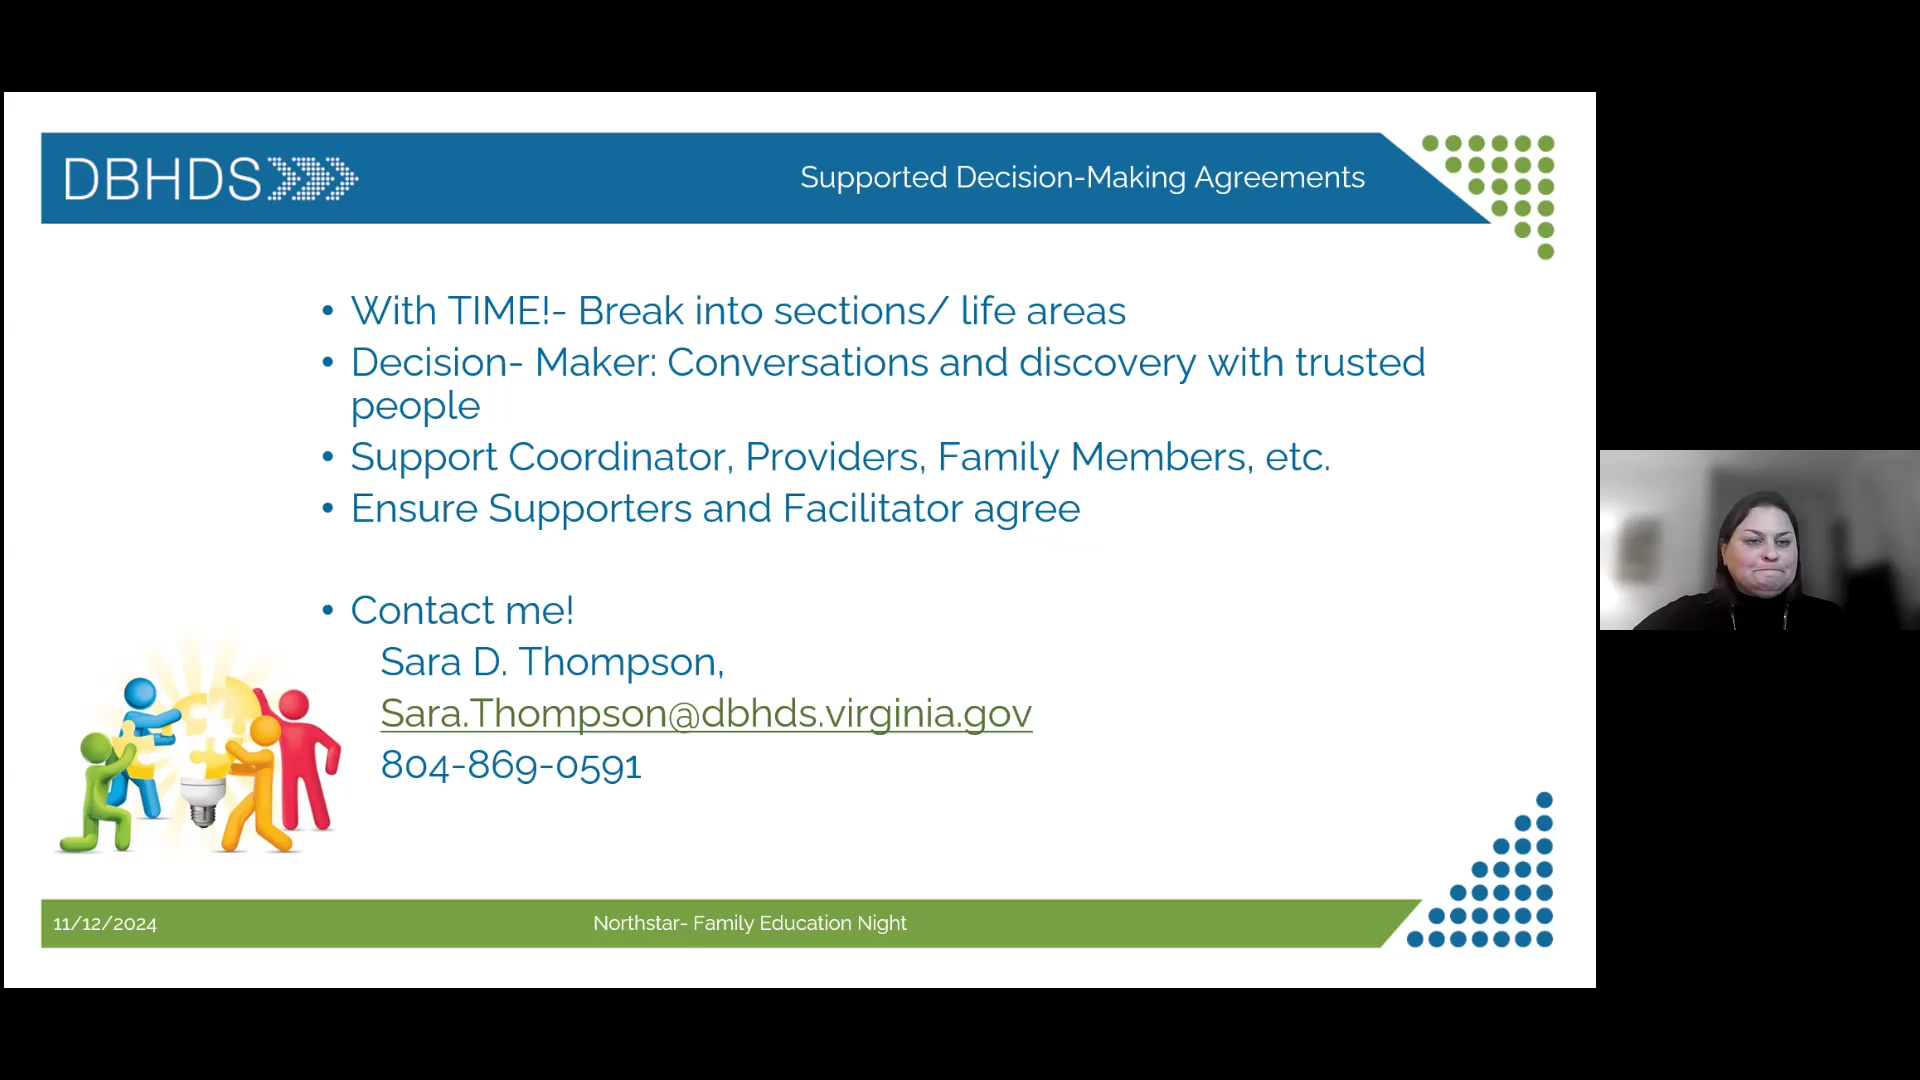 DBHDS
Supported Decision-Making Agreements
• With TIME!- Break into sections/ life areas
• Decision- Maker: Conversations and discovery with trusted
people
• Support Coordinator, Providers, Family Members, etc.
• Ensure Supporters and Facilitator agree
• Contact me!
Sara D. Thompson,
Sara.Thompson@dbhds.virginia.gov
804-869-0591
11/12/2024
Northstar- Family Education Night